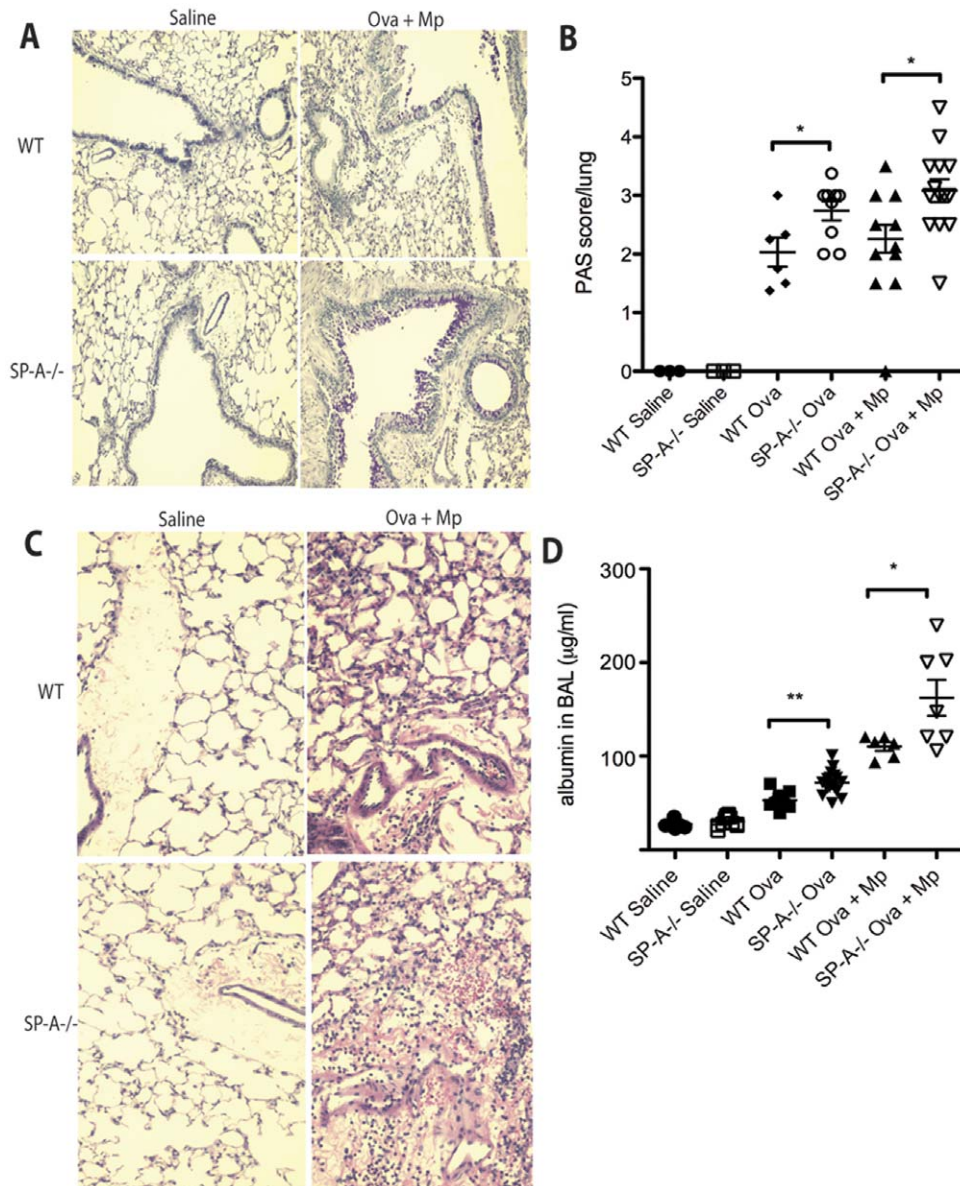 A
Saline
Ova + Mp
WT
SP-A-/-
B
*
*
5
4
3
2
1
0
PAS score/lung
WT Saline
SP-A-/- Saline
WT Ova
SP-A-/- Ova
WT Ova + Mp
SP-A-/- Ova + Mp
C
Saline
Ova + Mp
WT
SP-A-/-
D
*
**
300
200
100
albumin in BAL (µg/ml)
WT Saline
SP-A-/- Saline
WT Ova
SP-A-/- Ova
WT Ova + Mp
SP-A-/- Ova + Mp